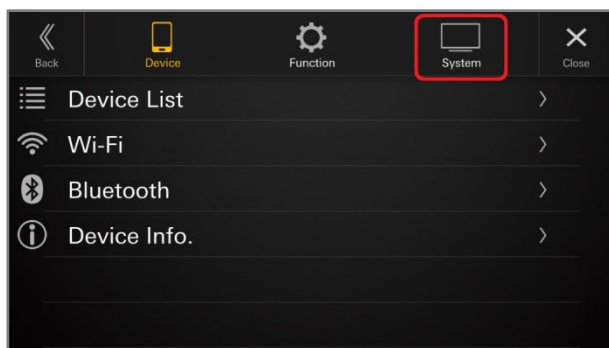 Back Device Function System Close
Device List
Wi-Fi
Bluetooth
Device Info.